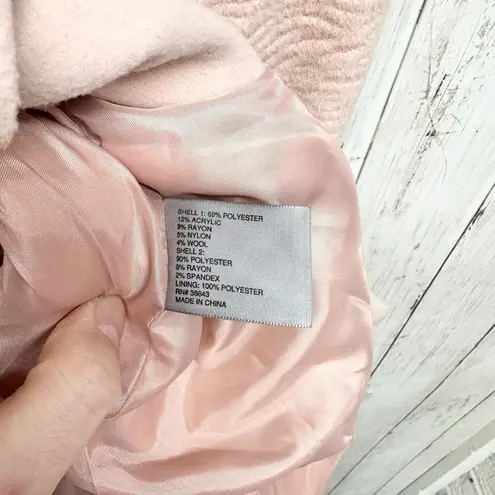 SHELL 1: 69% POLYESTER
13% ACRYLIC
9% RAYON
5% NYLON
4% WOOL
SHELL 2:
90% POLYESTER
8% RAYON
2% SPANDEX
LINING: 100% POLYESTER
RN# 38843
MADE IN CHINA